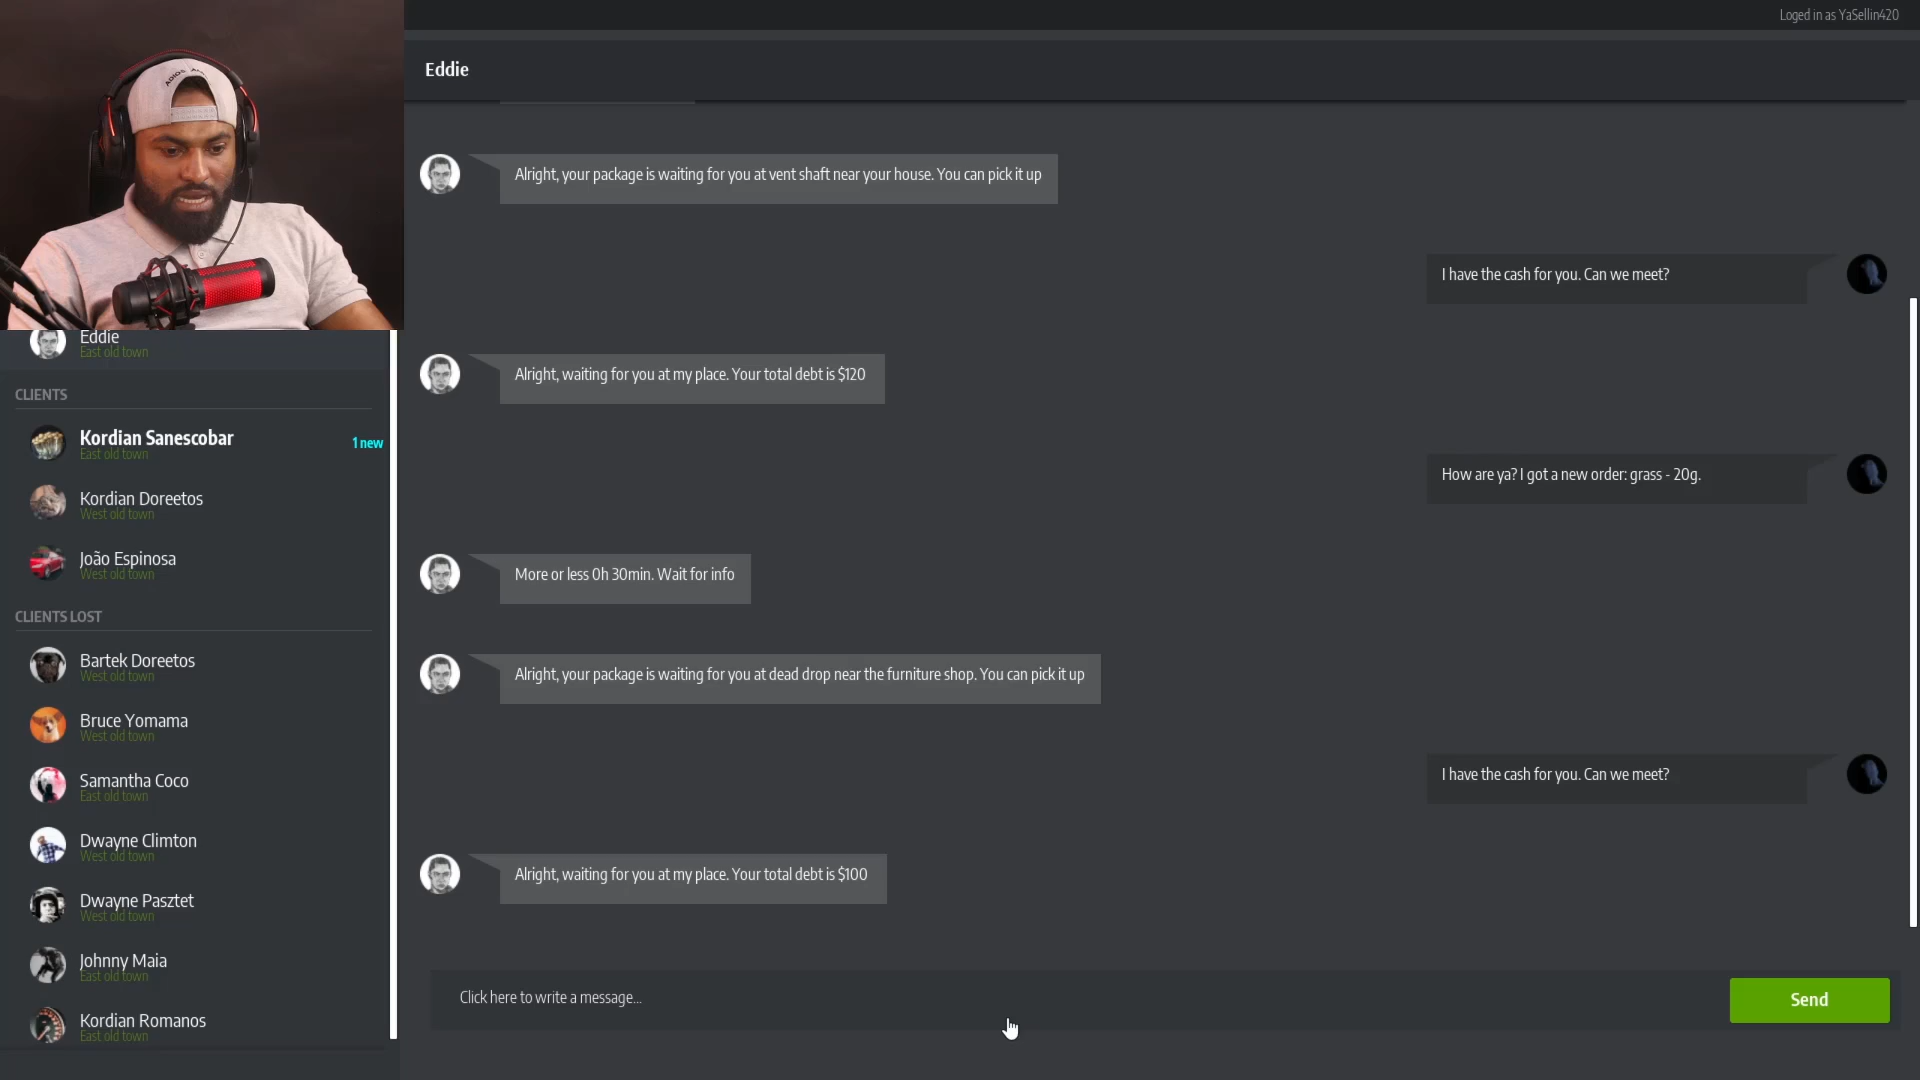 Loged in as YaSellin420
Eddie
Alright, your package is waiting for you at vent shaft near your house. You can pick it up
I have the cash for you. Can we meet?
Alright, waiting for you at my place. Your total debt is $120
How are ya? I got a new order: grass - 20g.
More or less 0h 30min. Wait for info
Alright, your package is waiting for you at dead drop near the furniture shop. You can pick it up
I have the cash for you. Can we meet?
Alright, waiting for you at my place. Your total debt is $100
Click here to write a message...
Send
Eddie
East old town
CLIENTS
Kordian Sanescobar
1 new
East old town
Kordian Doreetos
West old town
João Espinosa
West old town
CLIENTS LOST
Bartek Doreetos
West old town
Bruce Yomama
West old town
Samantha Coco
East old town
Dwayne Climton
West old town
Dwayne Pasztet
West old town
Johnny Maia
East old town
Kordian Romanos
East old town